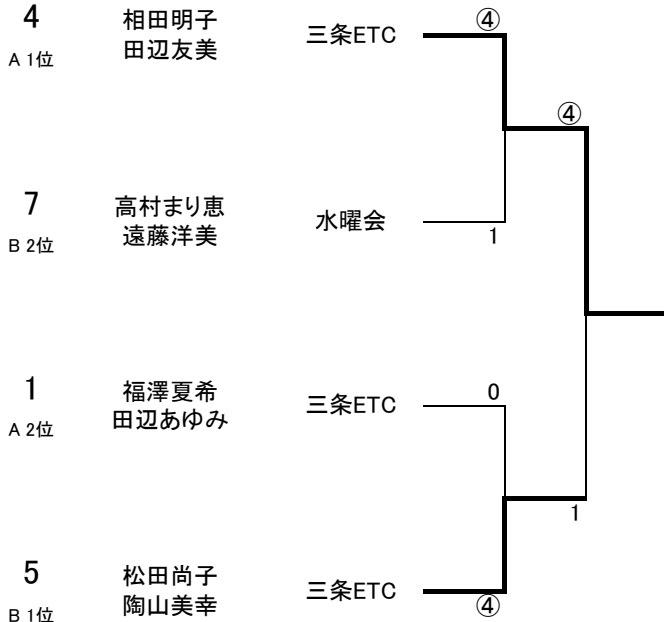 4
A 1位
相田明子
田辺友美
三条ETC
④
④
7
B 2位
高村まり恵
遠藤洋美
水曜会
1
1
A 2位
福澤夏希
田辺あゆみ
三条ETC
0
1
5
B 1位
松田尚子
陶山美幸
三条ETC
④